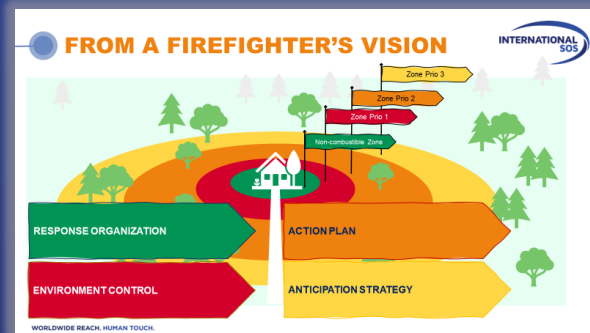 FROM A FIREFIGHTER'S VISION
INTERNATIONAL
SOS
Zone Prio 3
Zone Prio 2
Zone Prio 1
Non-combustible Zone
RESPONSE ORGANIZATION
ACTION PLAN
ENVIRONMENT CONTROL
ANTICIPATION STRATEGY
WORLDWIDE REACH. HUMAN TOUCH.